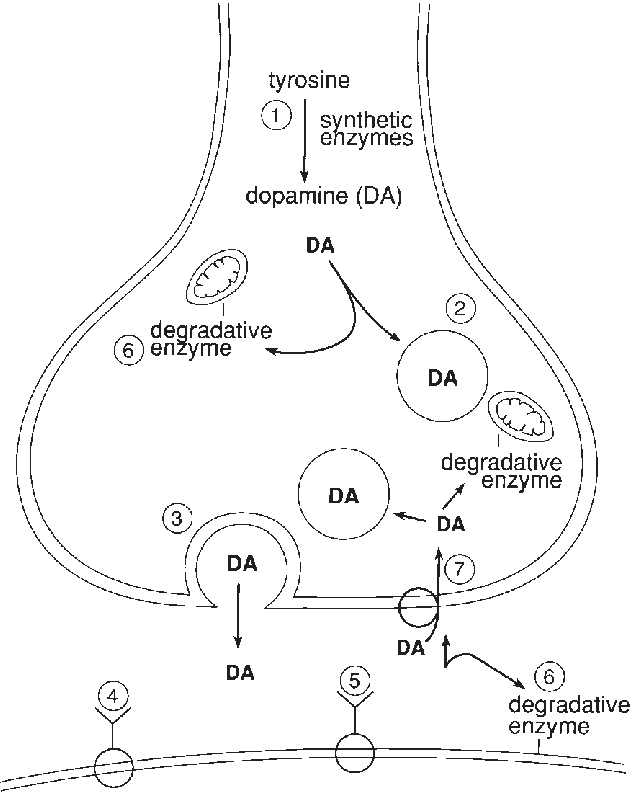 tyrosine
1
synthetic
enzymes
dopamine (DA)
DA
2
degradative
6 enzyme
DA
degradative
enzyme
DA
DA
3
DA
7
DA
DA
4
5
6
degradative
enzyme